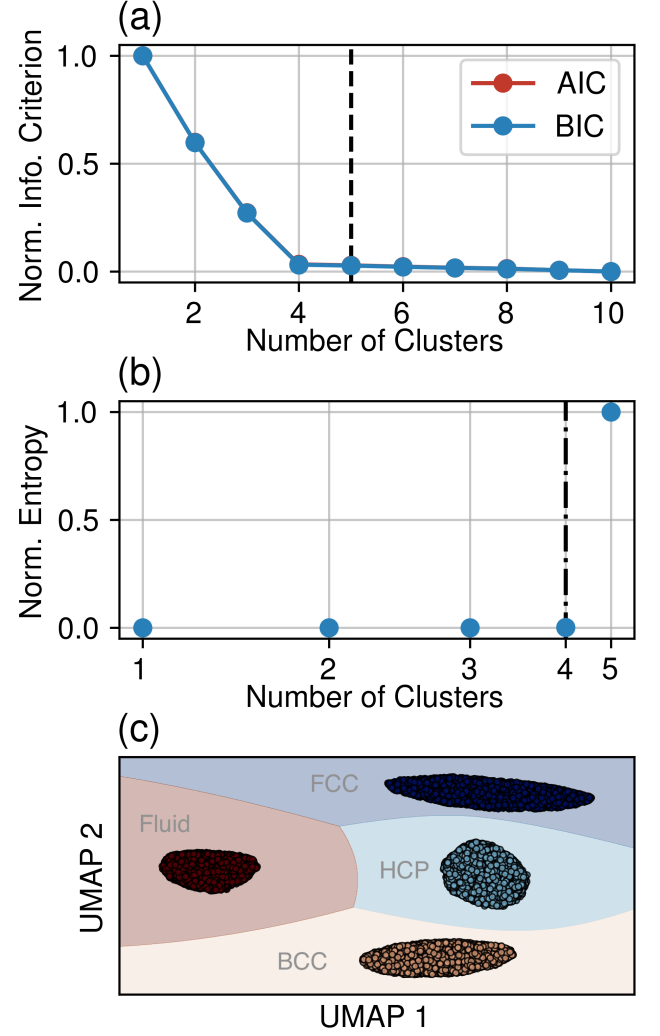 (a)
Norm. Info. Criterion
1.0
0.5
0.0
AIC
BIC
2 4 6 8 10
Number of Clusters
(b)
Norm. Entropy
1.0
0.5
0.0
1 2 3 4 5
Number of Clusters
(c)
UMAP 2
FCC
Fluid
HCP
BCC
UMAP 1